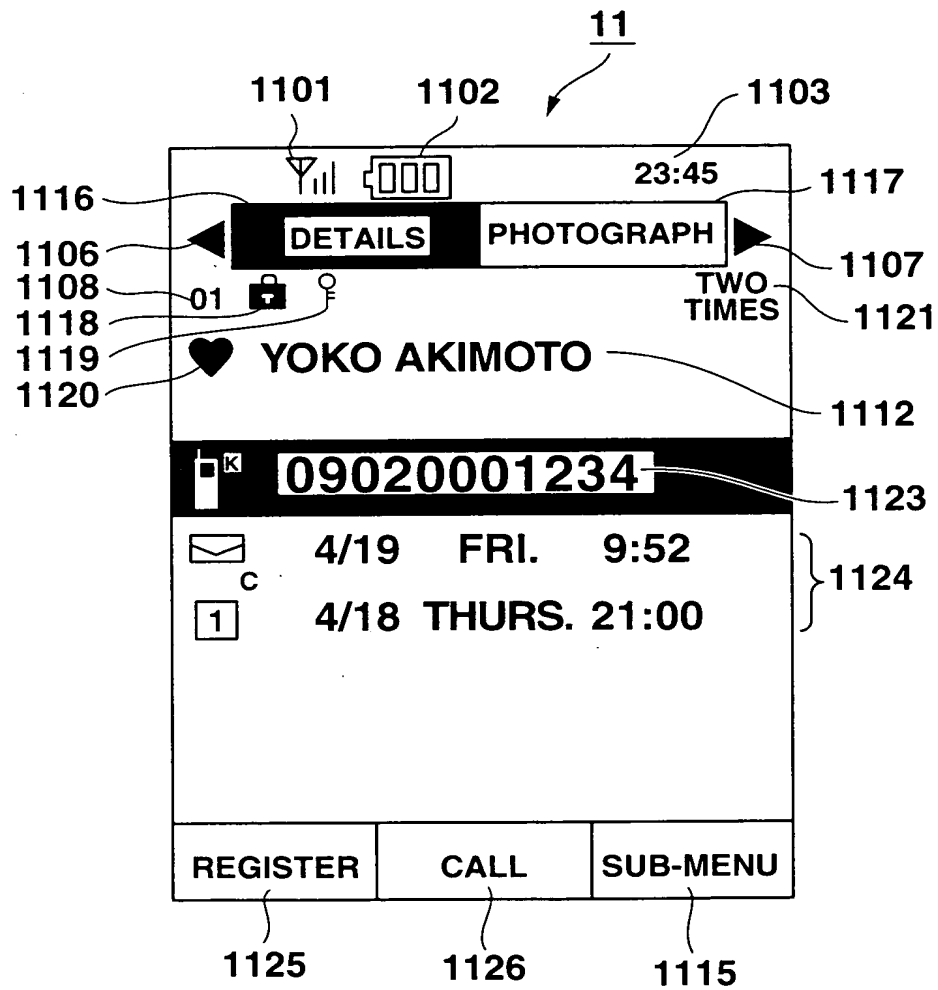 11
1101
1102
1103
23:45
1116
1117
DETAILS
PHOTOGRAPH
1106
1107
1108
01
TWO
TIMES
1121
1118
1119
1120
YOKO AKIMOTO
1112
K
09020001234
1123
4/19 FRI. 9:52
C
1124
1 4/18 THURS. 21:00
REGISTER
CALL
SUB-MENU
1125
1126
1115